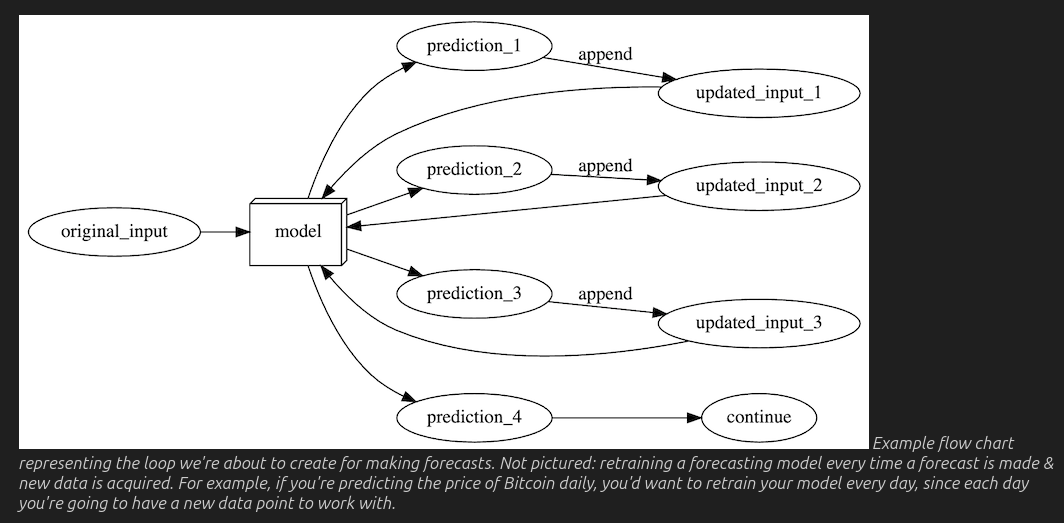 prediction_1
append
updated_input_1
prediction_2
append
updated_input_2
original_input
model
prediction_3
append
updated_input_3
prediction_4
continue
Example flow chart
representing the loop we're about to create for making forecasts. Not pictured: retraining a forecasting model every time a forecast is made &
new data is acquired. For example, if you're predicting the price of Bitcoin daily, you'd want to retrain your model every day, since each day
you're going to have a new data point to work with.